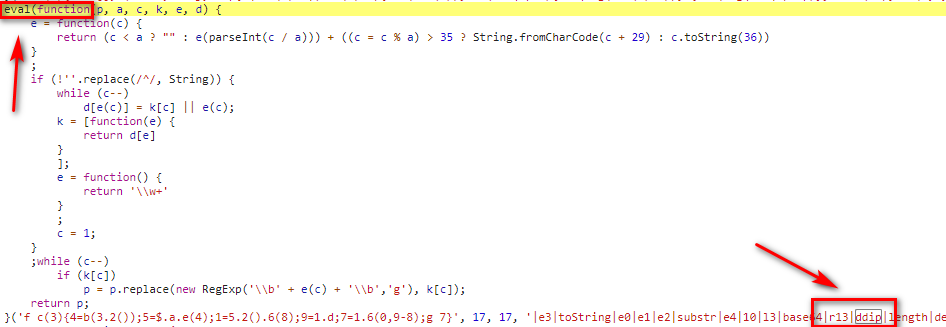 eval(function(p, a, c, k, e, d) {
e = function(c) {
return (c < a ? "" : e(parseInt(c / a))) + ((c = c % a) > 35 ? String.fromCharCode(c + 29) : c.toString(36))
}
;
if (!''.replace(/^/, String)) {
while (c--)
d[e(c)] = k[c] || e(c);
k = [function(e) {
return d[e]
}
];
e = function() {
return '\\w+'
}
;
c = 1;
}
;while (c--)
if (k[c])
p = p.replace(new RegExp('\\b' + e(c) + '\\b','g'), k[c]);
return p;
}('f c(3){4=b(3.2());5=$.a.e(4);1=5.2().6(8);9=1.d;7=1.6(0,9-8);g 7}', 17, 17, '|e3|toString|e0|e1|e2|substr|e4|10|l3|base64|r13|ddip|length|de